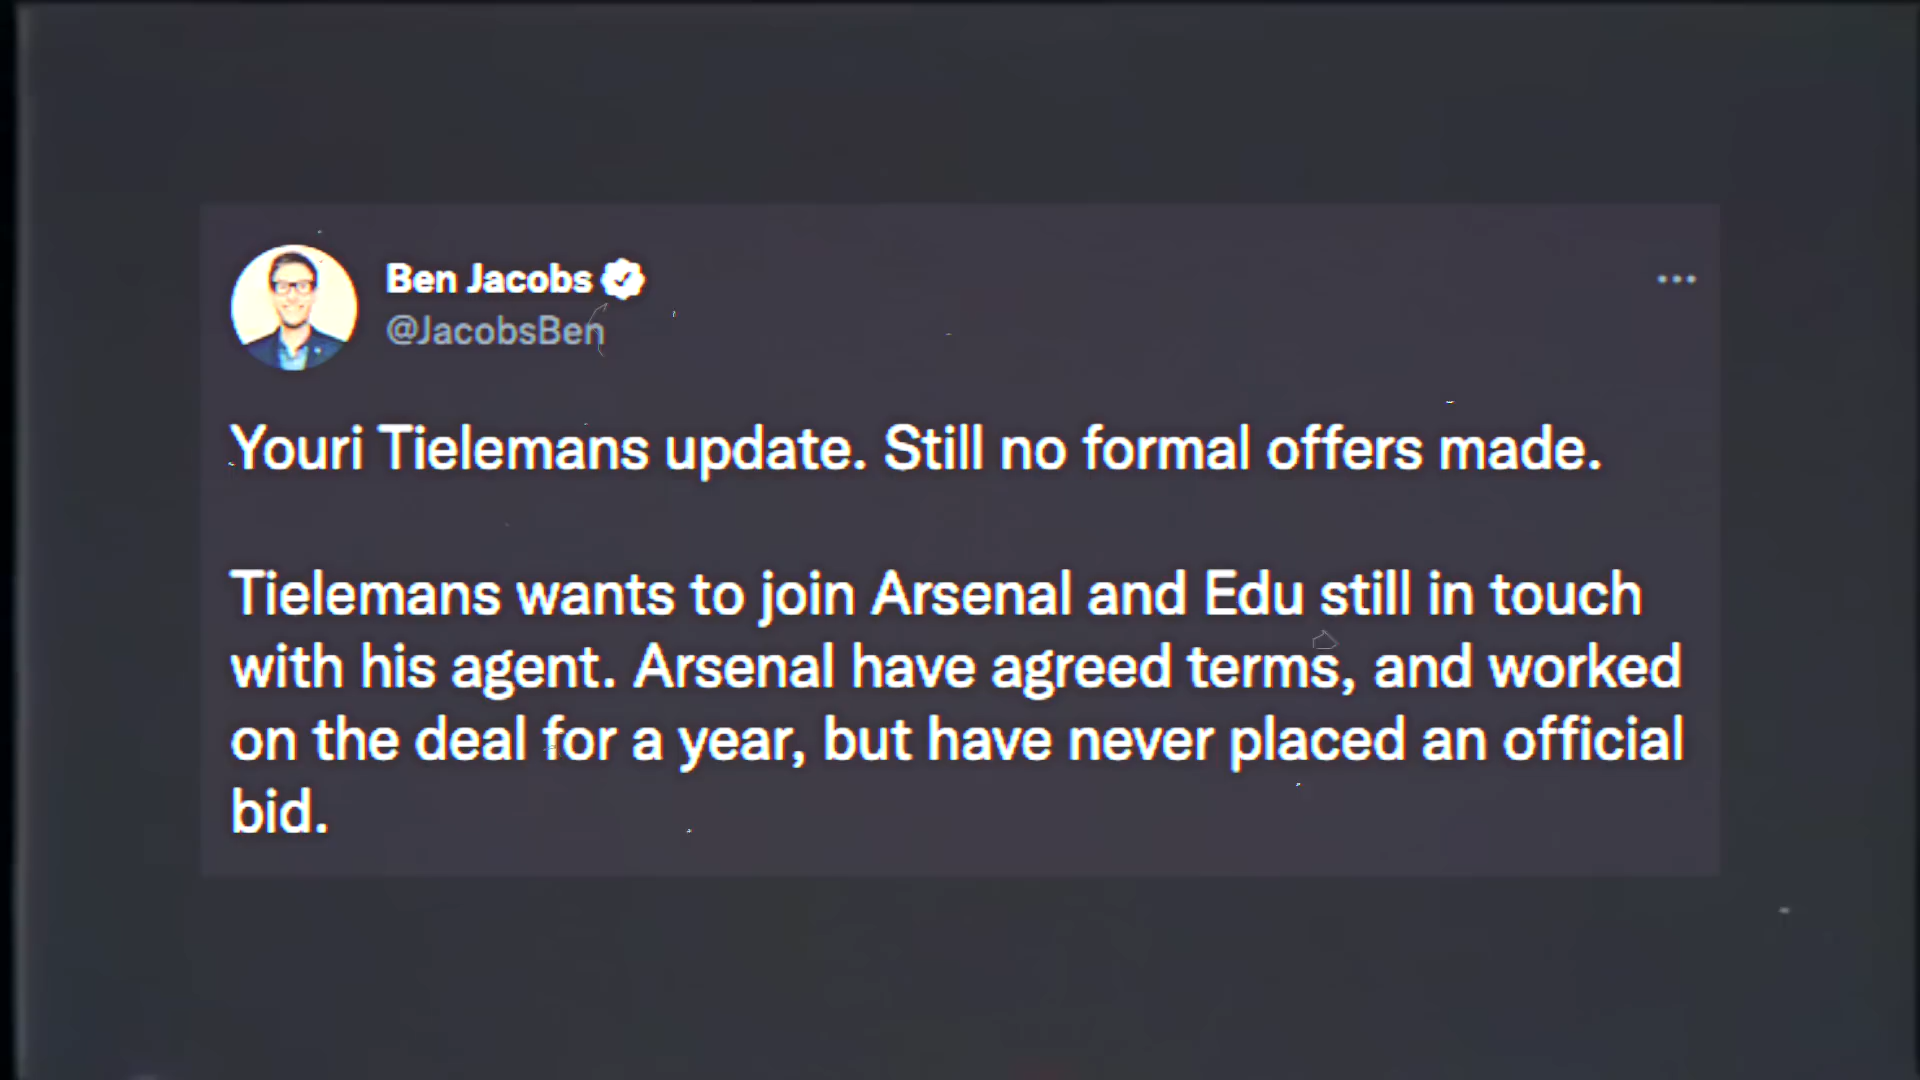 Ben Jacobs
@JacobsBen
Youri Tielemans update. Still no formal offers made.
Tielemans wants to join Arsenal and Edu still in touch
with his agent. Arsenal have agreed terms, and worked
on the deal for a year, but have never placed an official
bid.